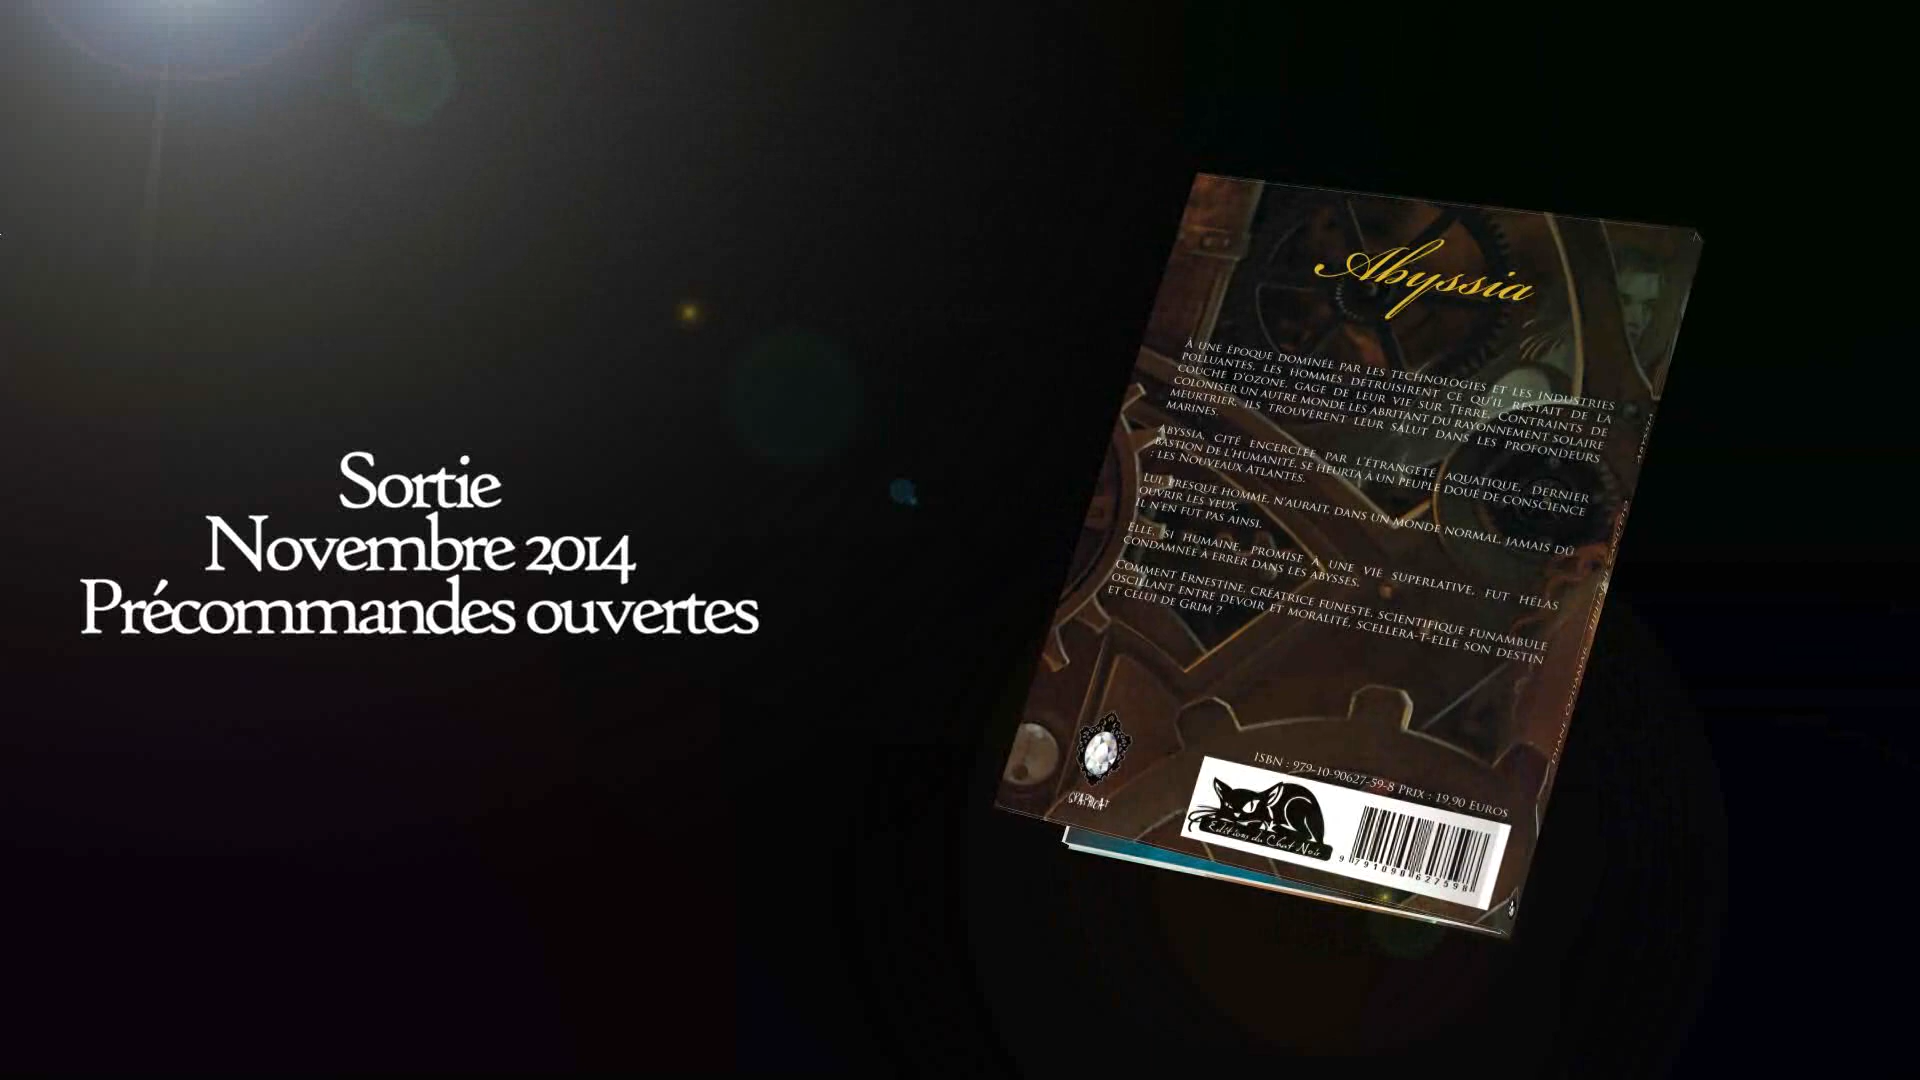 Sortie
Novembre 2014
Précommandes ouvertes
Abyssia
À UNE ÉPOQUE DOMINÉE PAR LES TECHNOLOGIES ET LES INDUSTRIES
POLLUANTES, LES HOMMES DÉTRUISIRENT CE QU'IL RESTAIT DE LA
COUCHE D'OZONE, GAGE DE LEUR VIE SUR TERRE. CONTRAINTS DE
COLONISER UN AUTRE MONDE LES ABRITANT DU RAYONNEMENT SOLAIRE
MEURTRIER, ILS TROUVÈRENT LEUR SALUT DANS LES PROFONDEURS
MARINES.
ABYSSIA, CITÉ ENCERCLÉE PAR L'ÉTRANGETÉ AQUATIQUE, DERNIER
BASTION DE L'HUMANITÉ, SE HEURTA À UN PEUPLE DOUÉ DE CONSCIENCE
: LES NOUVEAUX ATLANTES.
LUI, PRESQUE HOMME, N'AURAIT, DANS UN MONDE NORMAL, JAMAIS DÛ
OUVRIR LES YEUX.
IL N'EN FUT PAS AINSI.
ELLE, SI HUMAINE, PROMISE À UNE VIE SUPERLATIVE, FUT HÉLAS
CONDAMNÉE À ERRER DANS LES ABYSSES.
COMMENT ERNESTINE, CRÉATRICE FUNESTE, SCIENTIFIQUE FUNAMBULE
OSCILLANT ENTRE DEVOIR ET MORALITÉ, SCELLERA-T-ELLE SON DESTIN
ET CELUI DE GRIM ?
GRAPHICAT
ISBN : 979-10-90627-59-8 PRIX : 19,90 EUROS
Editions du Chat Noir
9 791090 627598
ABYSSIA